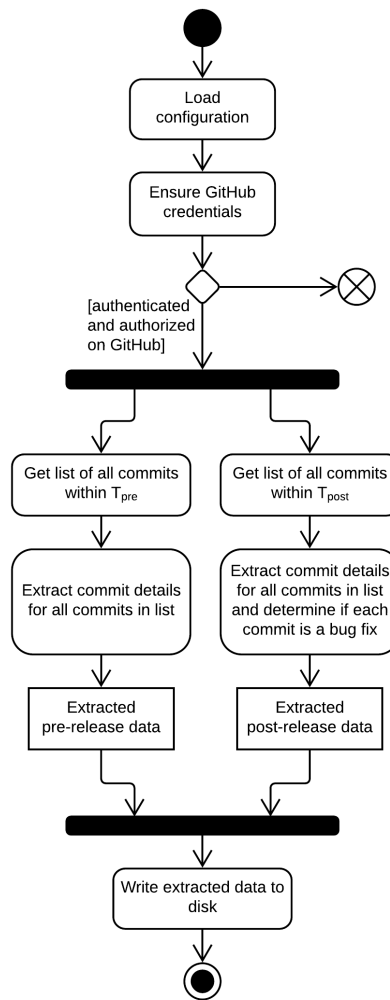 Load
configuration
Ensure GitHub
credentials
[authenticated
and authorized
on GitHub]
Get list of all commits
within Tpre
Get list of all commits
within Tpost
Extract commit details
for all commits in list
Extract commit details
for all commits in list
and determine if each
commit is a bug fix
Extracted
pre-release data
Extracted
post-release data
Write extracted data to
disk